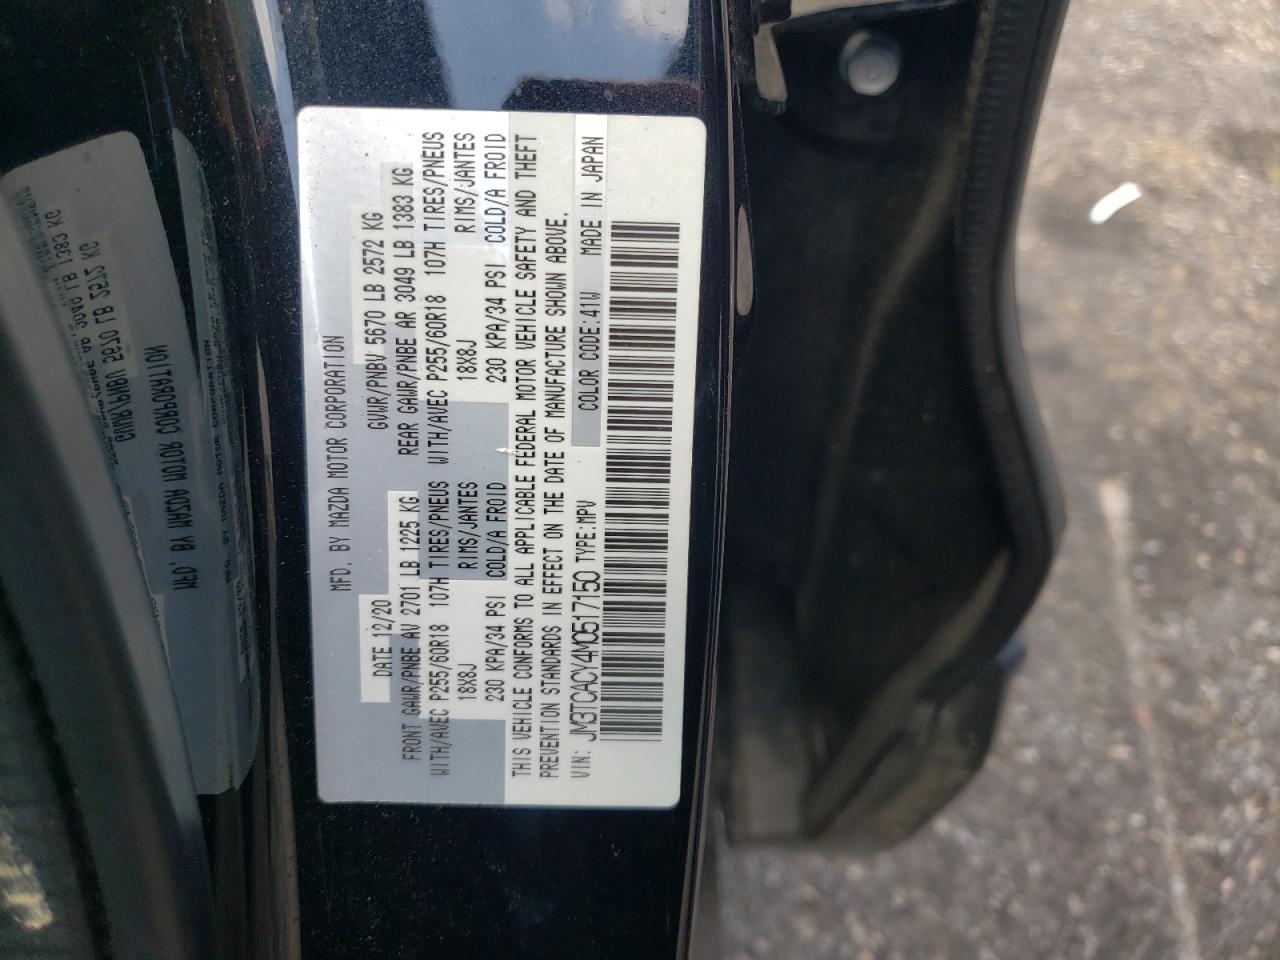 MFD. BY MAZDA MOTOR CORPORATION
DATE 12/20 GVWR/PNBV 5670 LB 2572 KG
FRONT GAWR/PNBE AV 2701 LB 1225 KG REAR GAWR/PNBE AR 3049 LB 1383 KG
WITH/AVEC P255/60R18 107H TIRES/PNEUS WITH/AVEC P255/60R18 107H TIRES/PNEUS
18X8J RIMS/JANTES 18X8J RIMS/JANTES
230 KPA/34 PSI COLD/A FROID 230 KPA/34 PSI COLD/A FROID
THIS VEHICLE CONFORMS TO ALL APPLICABLE FEDERAL MOTOR VEHICLE SAFETY AND THEFT
PREVENTION STANDARDS IN EFFECT ON THE DATE OF MANUFACTURE SHOWN ABOVE.
VIN: JM3TCACY4M0517150 TYPE:MPV COLOR CODE:41W MADE IN JAPAN